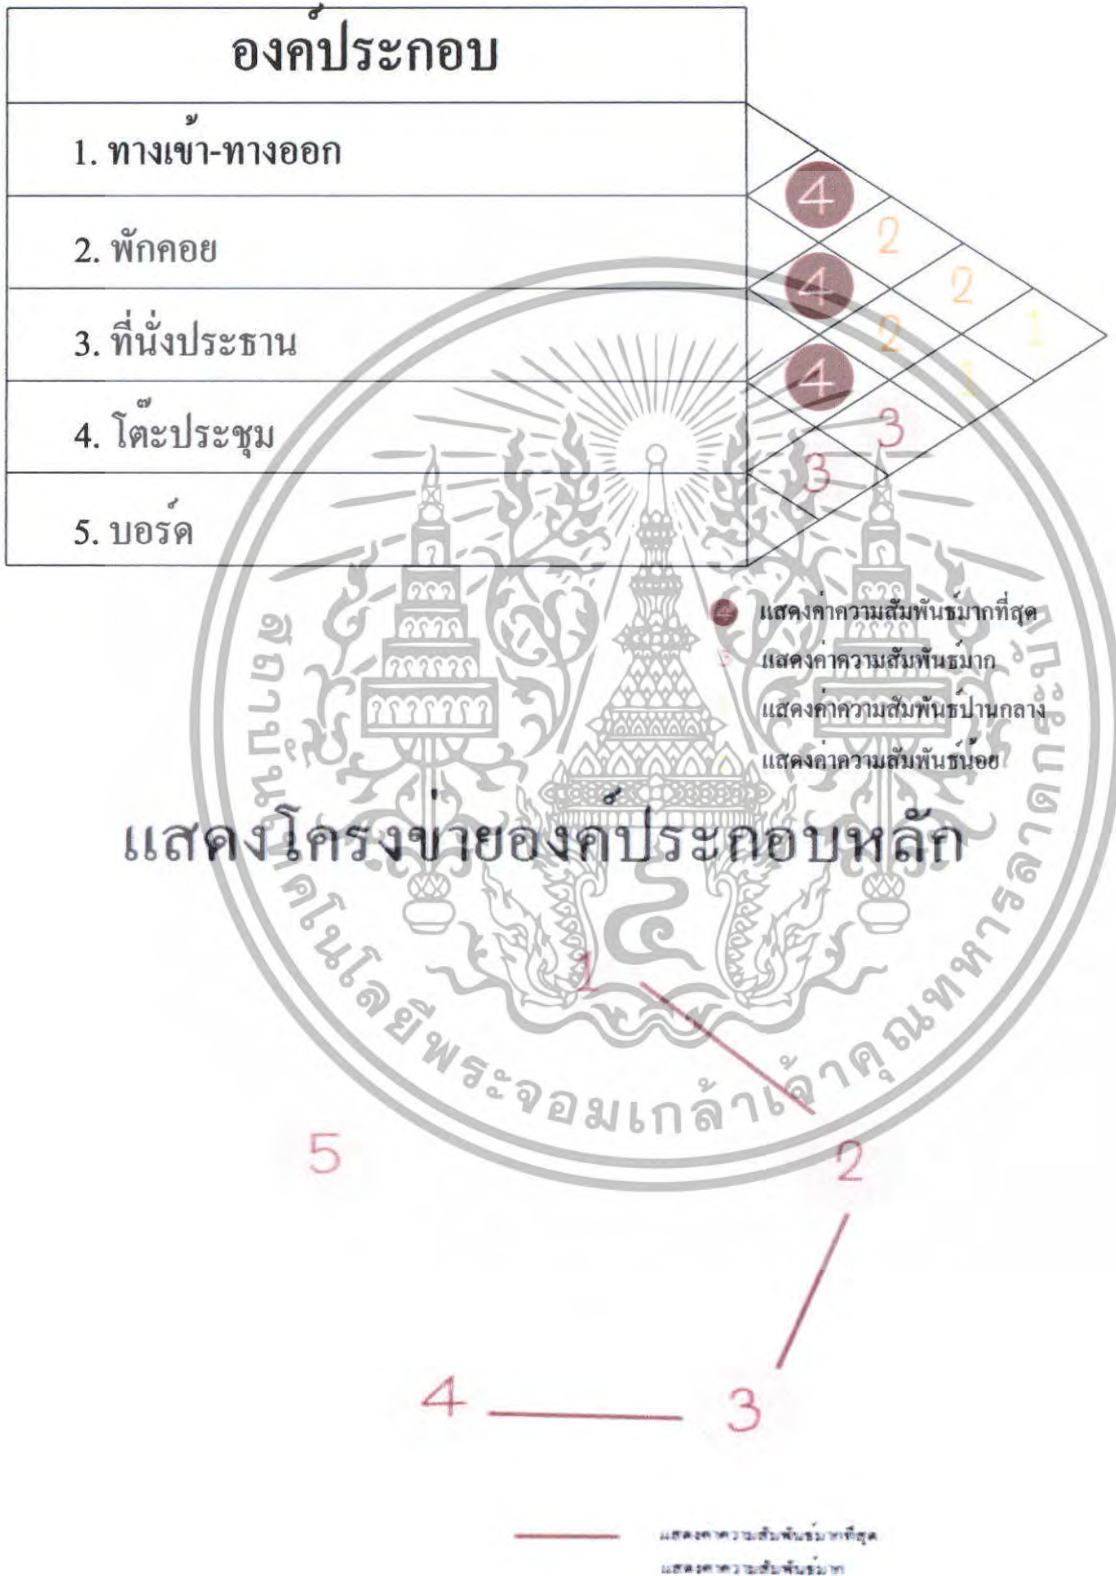 องค์ประกอบ
1. ทางเข้า-ทางออก
2. พักคอย
3. ที่นั่งประธาน
4. โต๊ะประชุม
5. บอร์ด
4
2
4
2
2
1
4
1
3
3
4 แสดงค่าความสัมพันธ์มากที่สุด
3 แสดงค่าความสัมพันธ์มาก
แสดงค่าความสัมพันธ์ปานกลาง
แสดงค่าความสัมพันธ์น้อย
แสดงโครงข่ายองค์ประกอบหลัก
๔
สถาบันเทคโนโลยีพระจอมเกล้าเจ้าคุณทหารลาดกระบัง
1
5
2
4
3
แสดงค่าความสัมพันธ์มากที่สุด
แสดงค่าความสัมพันธ์มาก